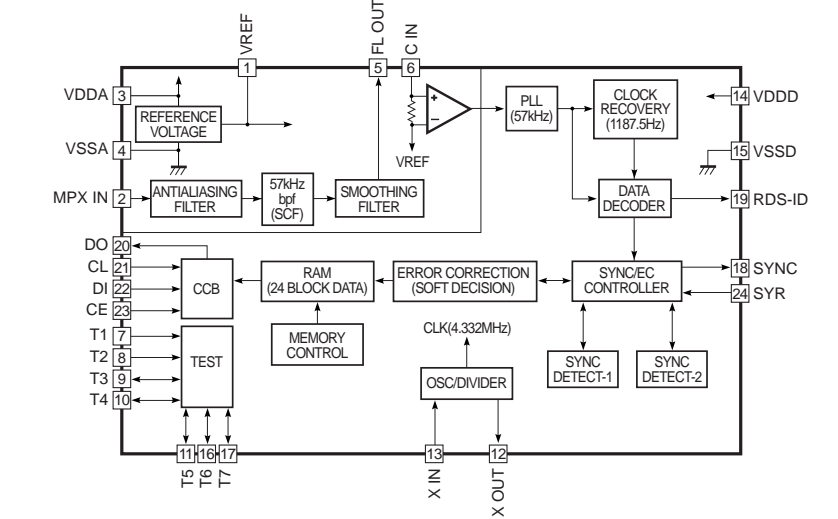 VREF
FL OUT
C IN
1
5
6
VDDA
3
REFERENCE
VOLTAGE
VSSA
4
+
–
VREF
PLL
(57kHz)
CLOCK
RECOVERY
(1187.5Hz)
14
VDDD
15
VSSD
MPX IN
2
ANTIALIASING
FILTER
57kHz
bpf
(SCF)
SMOOTHING
FILTER
DATA
DECODER
19
RDS-ID
DO
20
CL
21
DI
22
CE
23
CCB
RAM
(24 BLOCK DATA)
ERROR CORRECTION
(SOFT DECISION)
SYNC/EC
CONTROLLER
18
SYNC
24
SYR
T1
7
T2
8
T3
9
T4
10
TEST
MEMORY
CONTROL
CLK(4.332MHz)
OSC/DIVIDER
SYNC
DETECT-1
SYNC
DETECT-2
11
16
17
13
12
T5
T6
T7
X IN
X OUT